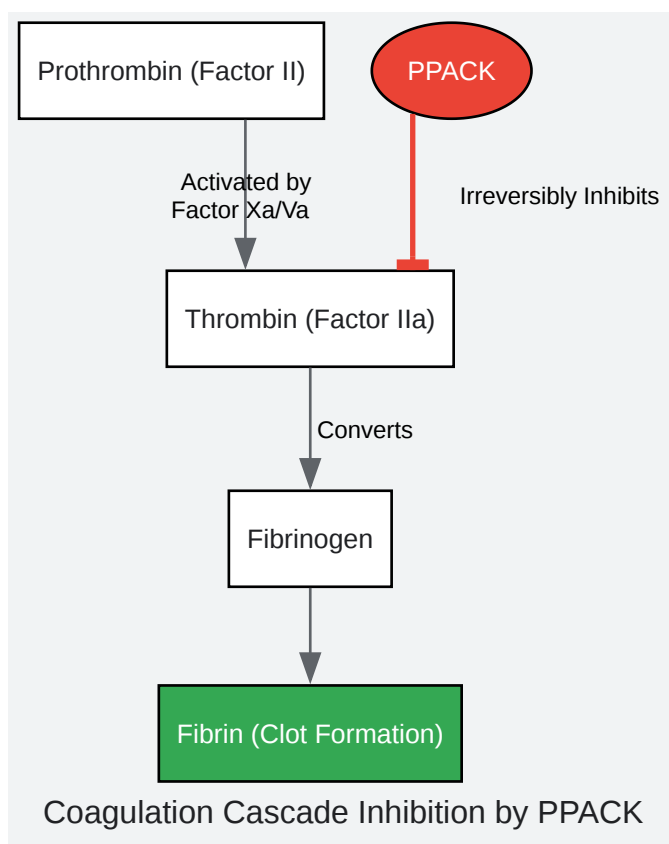 Prothrombin (Factor II)
PPACK
Activated by
Factor Xa/Va
Irreversibly Inhibits
Thrombin (Factor IIa)
Converts
Fibrinogen
Fibrin (Clot Formation)
Coagulation Cascade Inhibition by PPACK